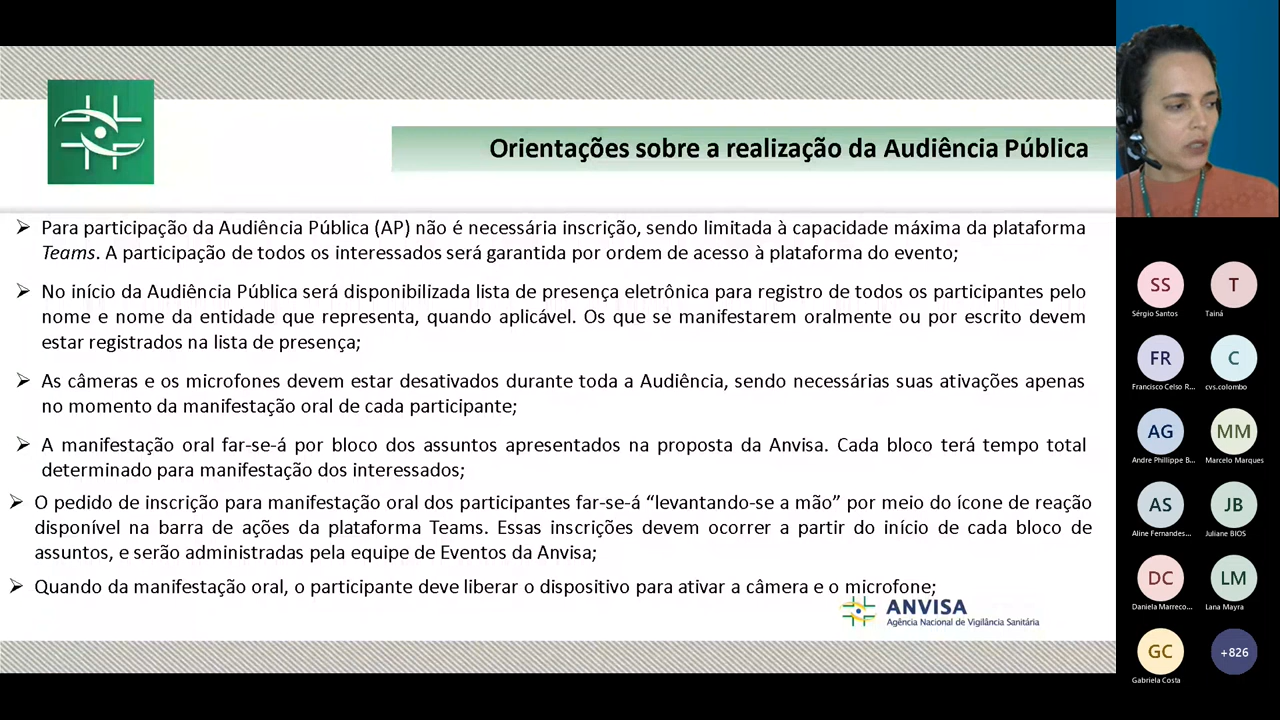 Orientações sobre a realização da Audiência Pública
Para participação da Audiência Pública (AP) não é necessária inscrição, sendo limitada à capacidade máxima da plataforma
Teams. A participação de todos os interessados será garantida por ordem de acesso à plataforma do evento;
No início da Audiência Pública será disponibilizada lista de presença eletrônica para registro de todos os participantes pelo
nome e nome da entidade que representa, quando aplicável. Os que se manifestarem oralmente ou por escrito devem
estar registrados na lista de presença;
As câmeras e os microfones devem estar desativados durante toda a Audiência, sendo necessárias suas ativações apenas
no momento da manifestação oral de cada participante;
A manifestação oral far-se-á por bloco dos assuntos apresentados na proposta da Anvisa. Cada bloco terá tempo total
determinado para manifestação dos interessados;
O pedido de inscrição para manifestação oral dos participantes far-se-á “levantando-se a mão” por meio do ícone de reação
disponível na barra de ações da plataforma Teams. Essas inscrições devem ocorrer a partir do início de cada bloco de
assuntos, e serão administradas pela equipe de Eventos da Anvisa;
Quando da manifestação oral, o participante deve liberar o dispositivo para ativar a câmera e o microfone;
ANVISA
Agência Nacional de Vigilância Sanitária
SS T
Sérgio Santos Tainá
FR C
Francisco Celso R... cvs.colombo
AG MM
Andre Phillippe B... Marcelo Marques
AS JB
Aline Fernandes... Juliane BIOS
DC LM
Daniela Marreco... Lana Mayra
GC +826
Gabriela Costa